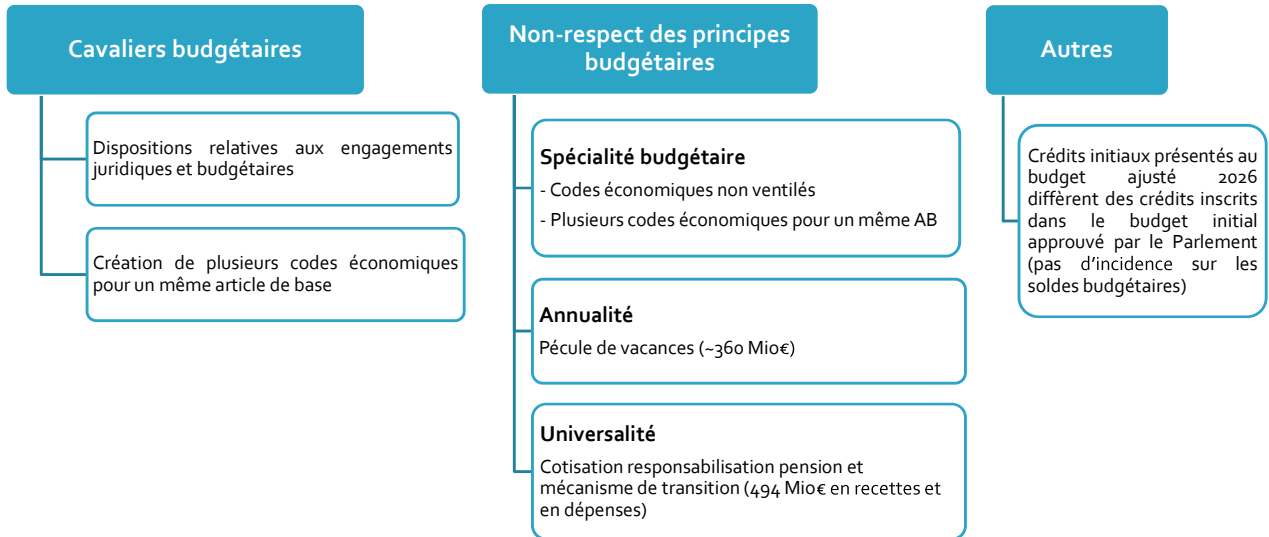 Cavaliers budgétaires
Dispositions relatives aux engagements
juridiques et budgétaires
Création de plusieurs codes économiques
pour un même article de base
Non-respect des principes
budgétaires
Spécialité budgétaire
- Codes économiques non ventilés
- Plusieurs codes économiques pour un même AB
Annualité
Pécule de vacances (~360 Mio€)
Universalité
Cotisation responsabilisation pension et
mécanisme de transition (494 Mio€ en recettes et
en dépenses)
Autres
Crédits initiaux présentés au
budget ajusté 2026
diffèrent des crédits inscrits
dans le budget initial
approuvé par le Parlement
(pas d'incidence sur les
soldes budgétaires)